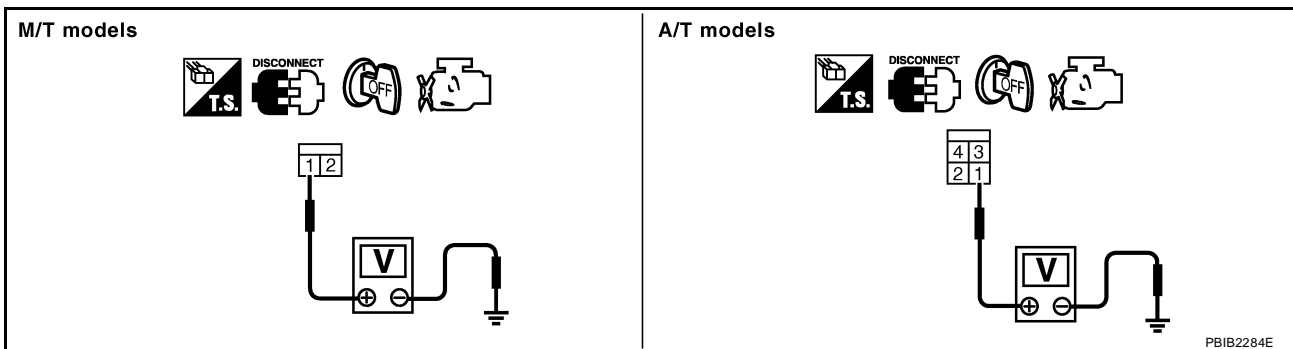 M/T models
DISCONNECT
T.S.
OFF
1 2
V
+ −
A/T models
DISCONNECT
T.S.
OFF
4 3
2 1
V
+ −
PBIB2284E